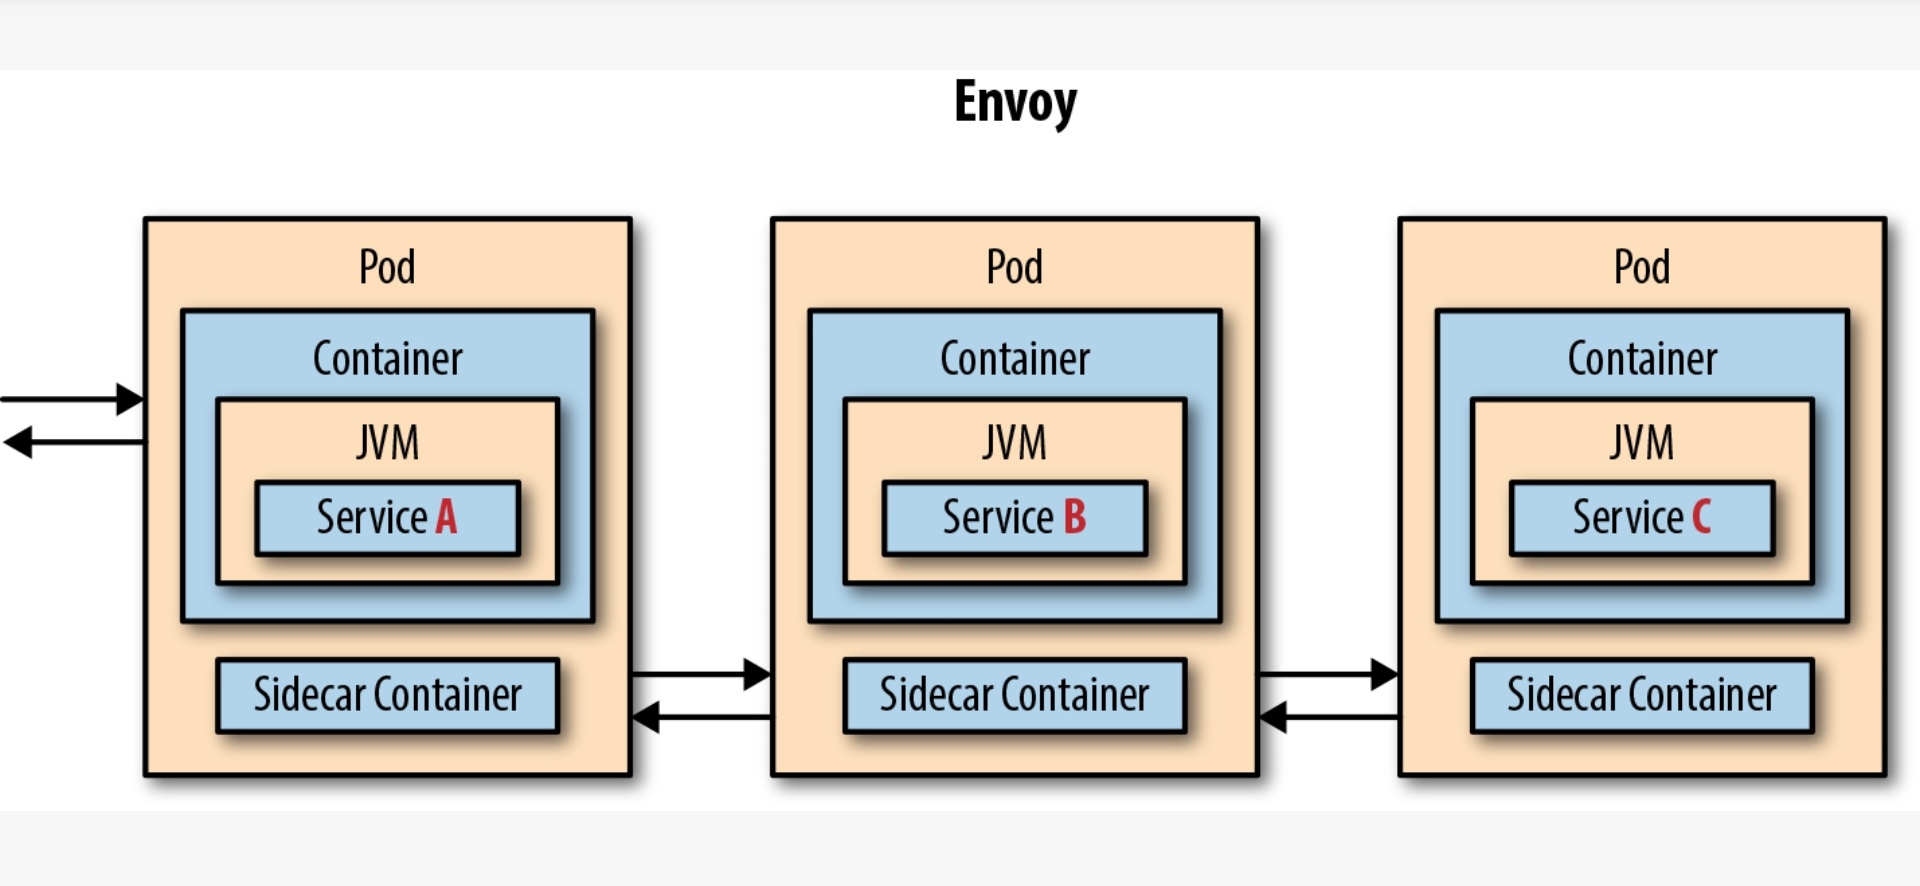 Envoy
Pod
Container
JVM
Service A
Sidecar Container
Pod
Container
JVM
Service B
Sidecar Container
Pod
Container
JVM
Service C
Sidecar Container